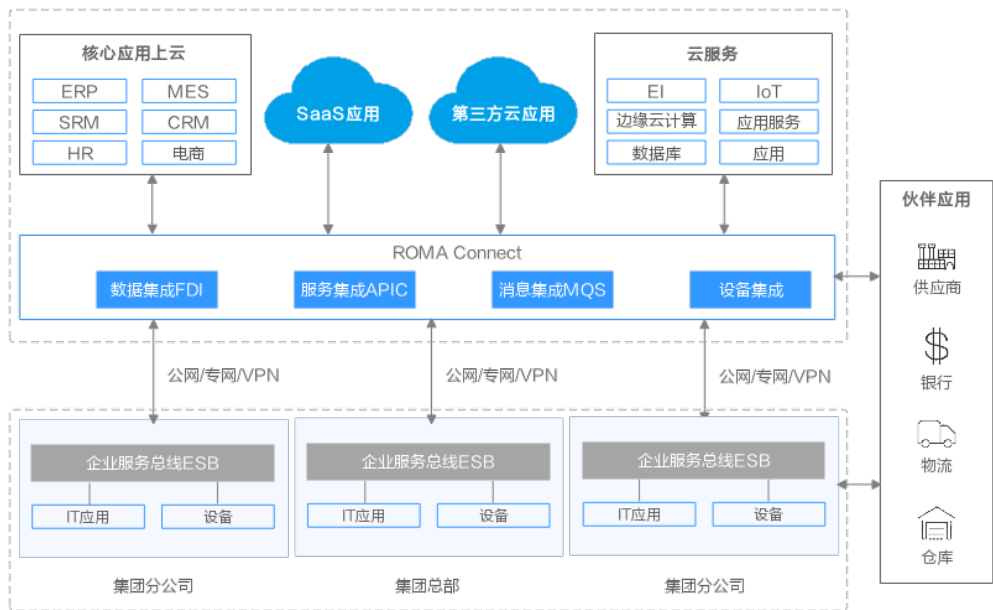 核心应用上云
ERP
MES
SRM
CRM
HR
电商
SaaS应用
第三方云应用
云服务
EI
IoT
边缘云计算
应用服务
数据库
应用
ROMA Connect
数据集成FDI
服务集成APIC
消息集成MQS
设备集成
公网/专网/VPN
公网/专网/VPN
公网/专网/VPN
企业服务总线ESB
IT应用
设备
集团分公司
企业服务总线ESB
IT应用
设备
集团总部
企业服务总线ESB
IT应用
设备
集团分公司
伙伴应用
供应商
银行
物流
仓库